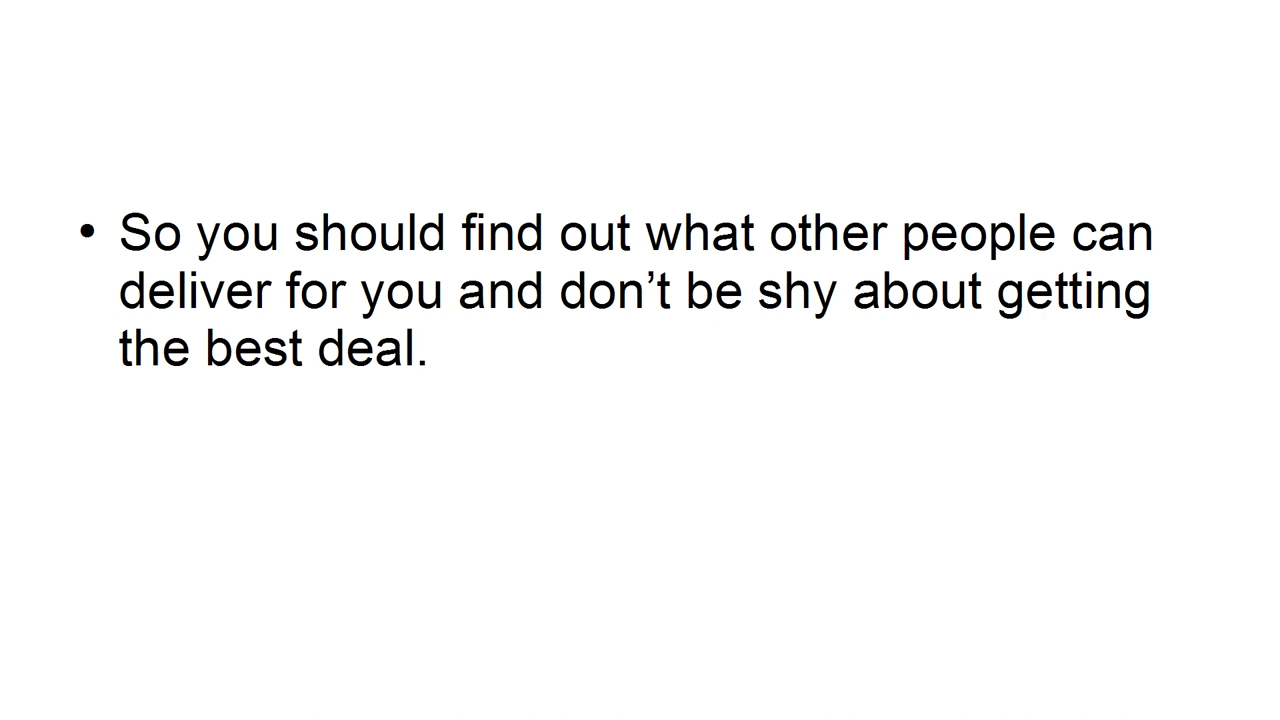 • So you should find out what other people can
deliver for you and don’t be shy about getting
the best deal.